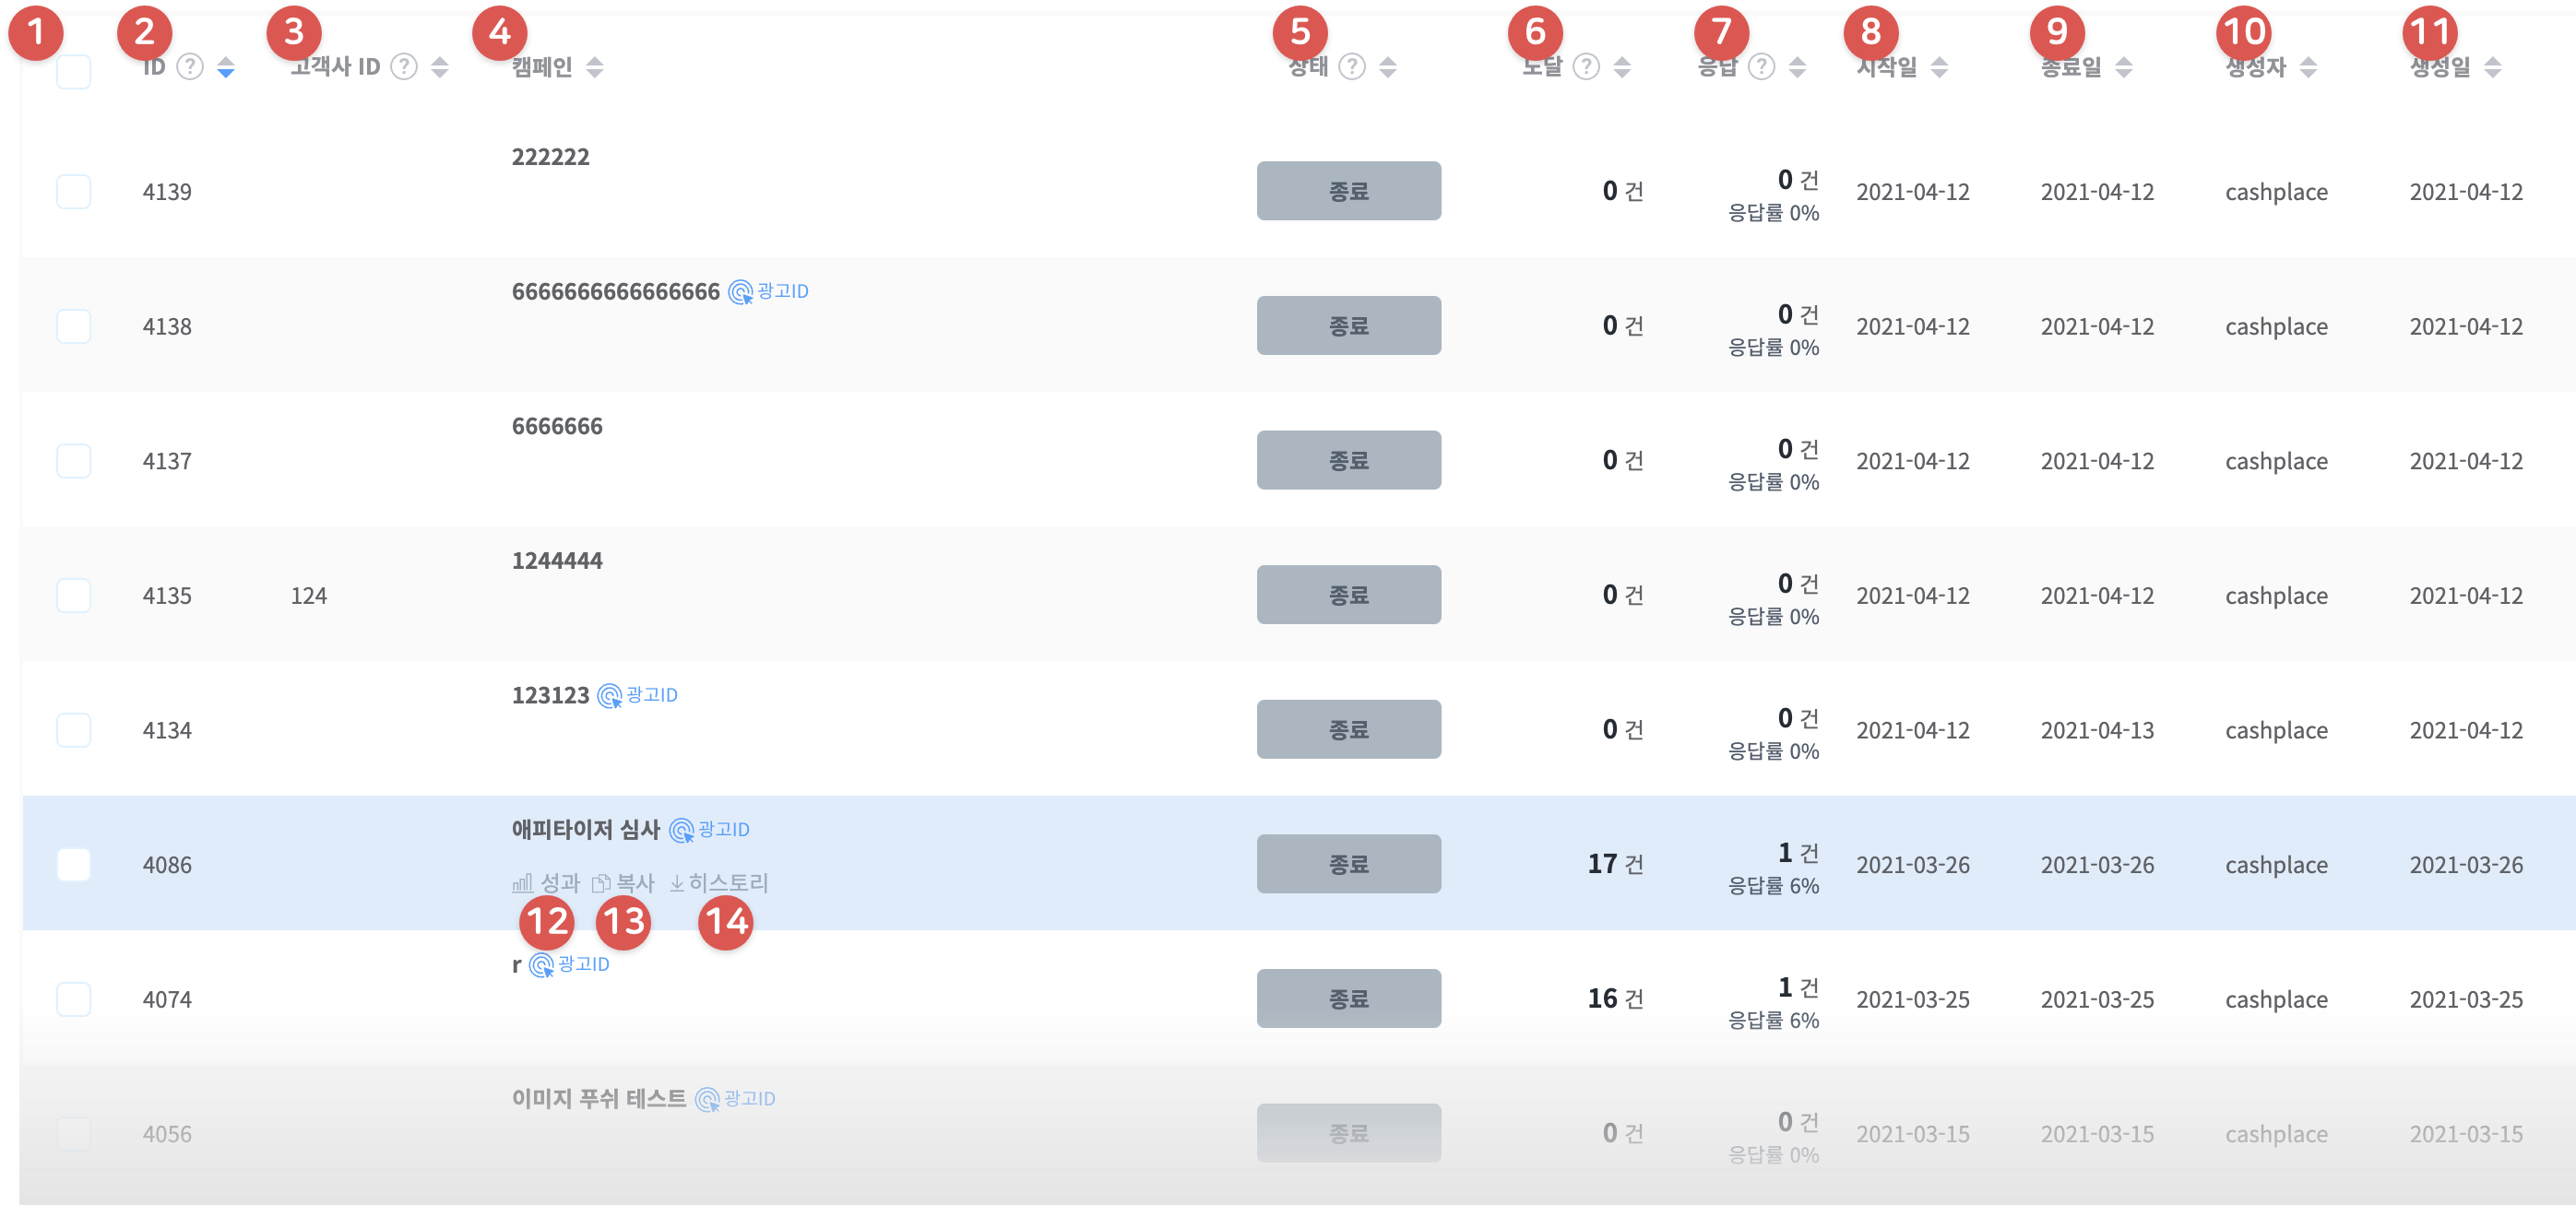 1 2 3 4 5 6 7 8 9 10 11
ID ? 고객사 ID ? 캠페인 상태 ? 도달 ? 응답 ? 시작일 종료일 생성자 생성일
222222
4139 종료 0 건 0 건 2021-04-12 2021-04-12 cashplace 2021-04-12
응답률 0%
6666666666666666 광고ID
4138 종료 0 건 0 건 2021-04-12 2021-04-12 cashplace 2021-04-12
응답률 0%
6666666
4137 종료 0 건 0 건 2021-04-12 2021-04-12 cashplace 2021-04-12
응답률 0%
1244444
4135 124 종료 0 건 0 건 2021-04-12 2021-04-12 cashplace 2021-04-12
응답률 0%
123123 광고ID
4134 종료 0 건 0 건 2021-04-12 2021-04-13 cashplace 2021-04-12
응답률 0%
애피타이저 심사 광고ID
4086 종료 17 건 1 건 2021-03-26 2021-03-26 cashplace 2021-03-26
성과 복사 히스토리 응답률 6%
12 13 14
r 광고ID
4074 종료 16 건 1 건 2021-03-25 2021-03-25 cashplace 2021-03-25
응답률 6%
이미지 푸쉬 테스트 광고ID
4056 종료 0 건 0 건 2021-03-15 2021-03-15 cashplace 2021-03-15
응답률 0%